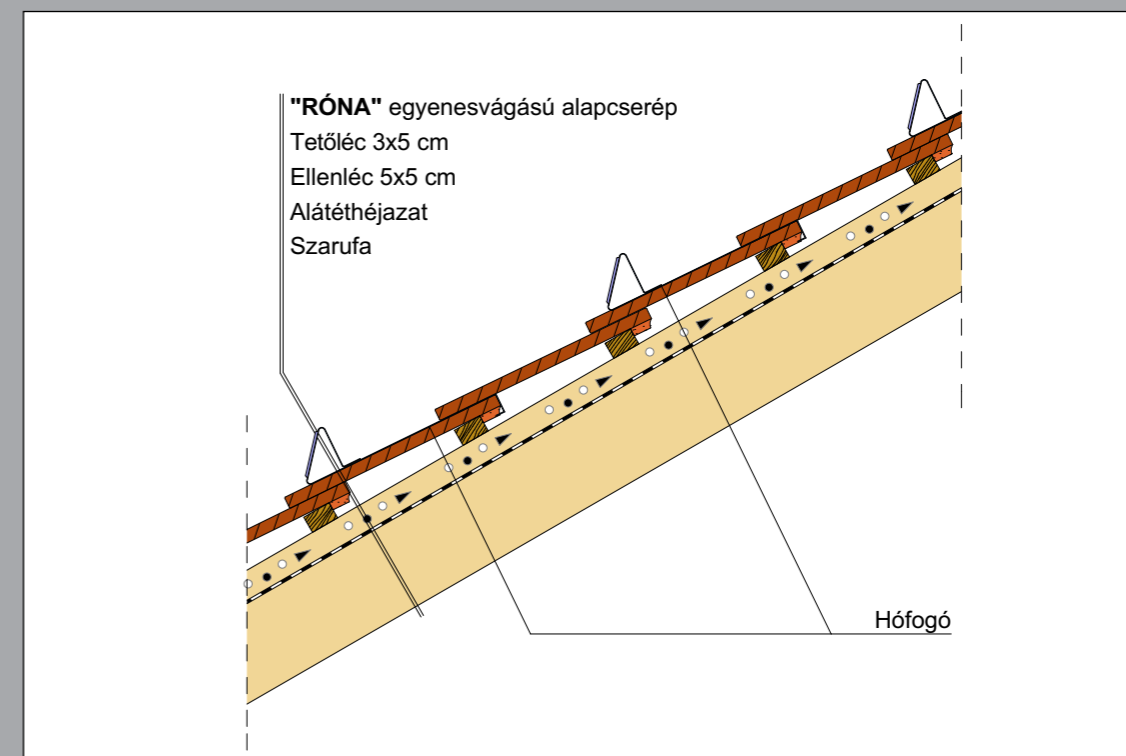 "RÓNA" egyenesvágású alapcserép
Tetőléc 3x5 cm
Ellenléc 5x5 cm
Alátéthéjazat
Szarufa
Hófogó